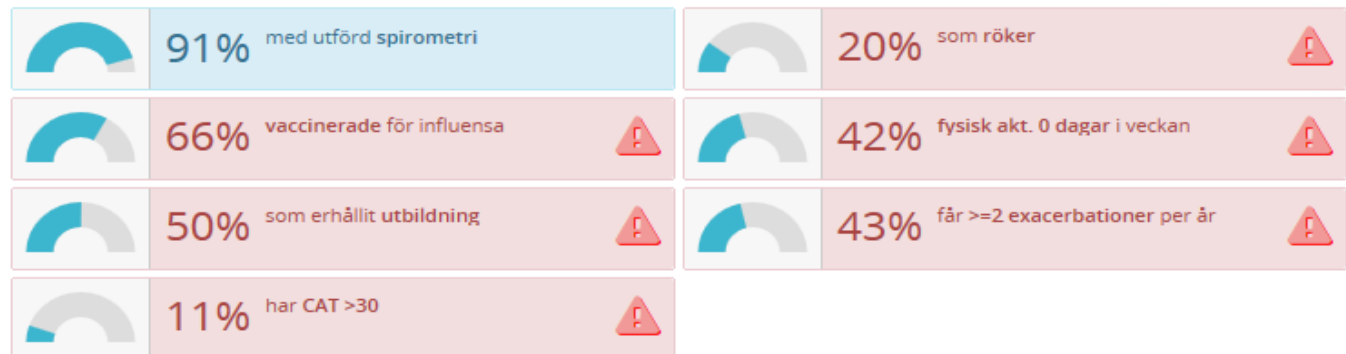 91% med utförd spirometri
20% som röker
66% vaccinerade för influensa
42% fysisk akt. 0 dagar i veckan
50% som erhållit utbildning
43% får >=2 exacerbationer per år
11% har CAT >30